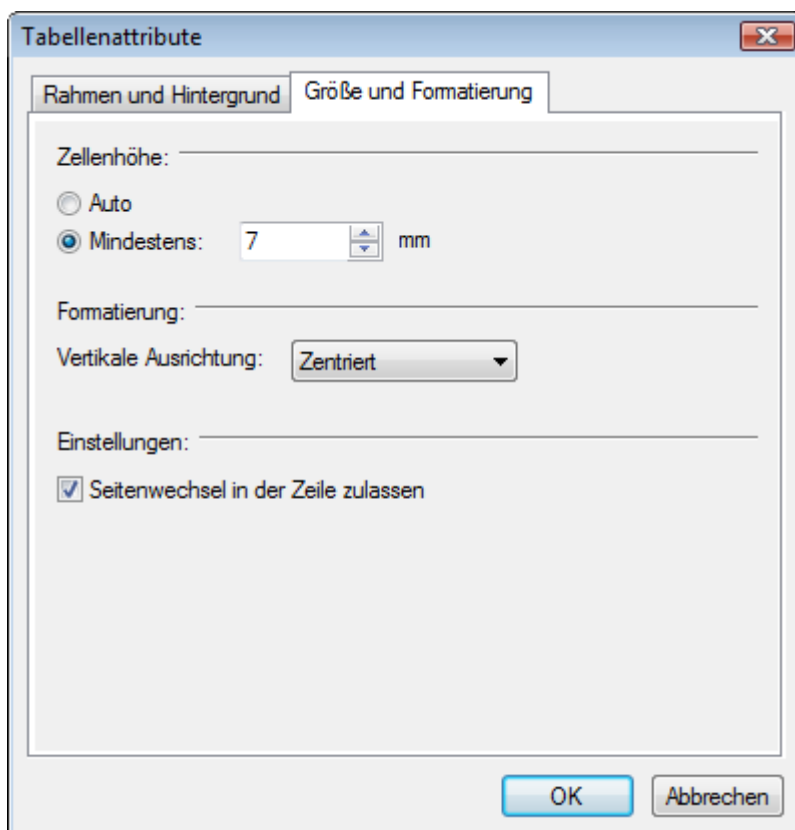 Tabellenattribute
Rahmen und Hintergrund Größe und Formatierung
Zellenhöhe:
Auto
Mindestens: 7 mm
Formatierung:
Vertikale Ausrichtung: Zentriert
Einstellungen:
Seitenwechsel in der Zeile zulassen
OK Abbrechen